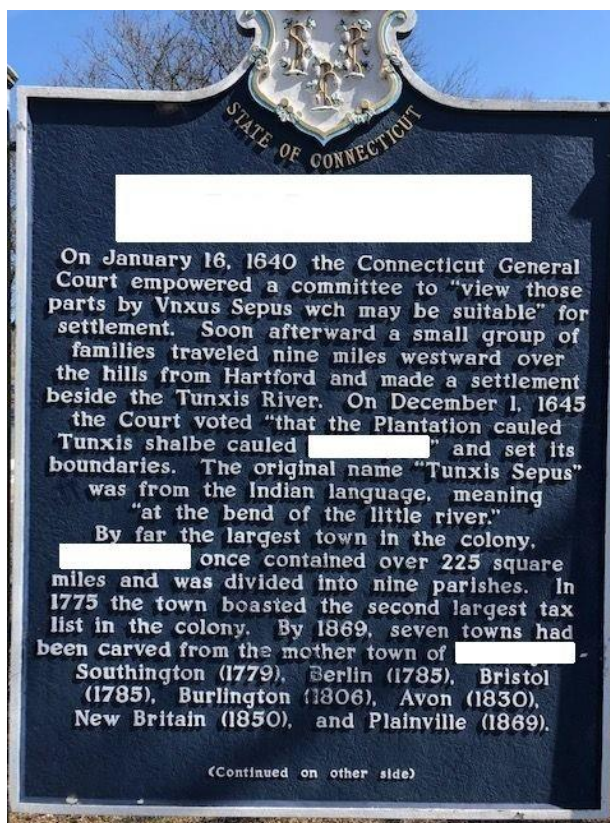 STATE OF CONNECTICUT
On January 16, 1640 the Connecticut General
Court empowered a committee to "view those
parts by Vnxus Sepus wch may be suitable" for
settlement. Soon afterward a small group of
families traveled nine miles westward over
the hills from Hartford and made a settlement
beside the Tunxis River. On December 1, 1645
the Court voted "that the Plantation cauled
Tunxis shalbe cauled " and set its
boundaries. The original name "Tunxis Sepus"
was from the Indian language, meaning
"at the bend of the little river."
By far the largest town in the colony,
once contained over 225 square
miles and was divided into nine parishes. In
1775 the town boasted the second largest tax
list in the colony. By 1869, seven towns had
been carved from the mother town of -
Southington (1779), Berlin (1785), Bristol
(1785), Burlington (1806), Avon (1830),
New Britain (1850), and Plainville (1869).
(Continued on other side)